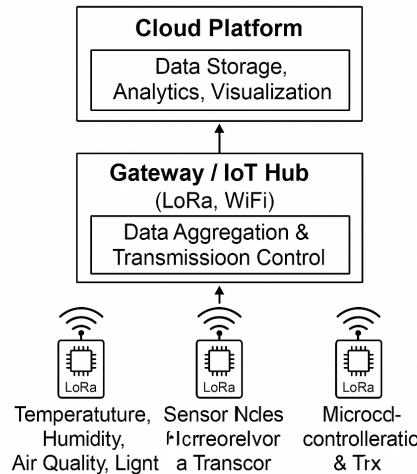 Cloud Platform
Data Storage,
Analytics, Visualization
Gateway / IoT Hub
(LoRa, WiFi)
Data Aggregation &
Transmissioon Control
LoRa LoRa LoRa
Temperatuture, Sensor Ncles Microcd-
Humidity, controlleratic
Air Quality, Lignt a Transcor & Trx